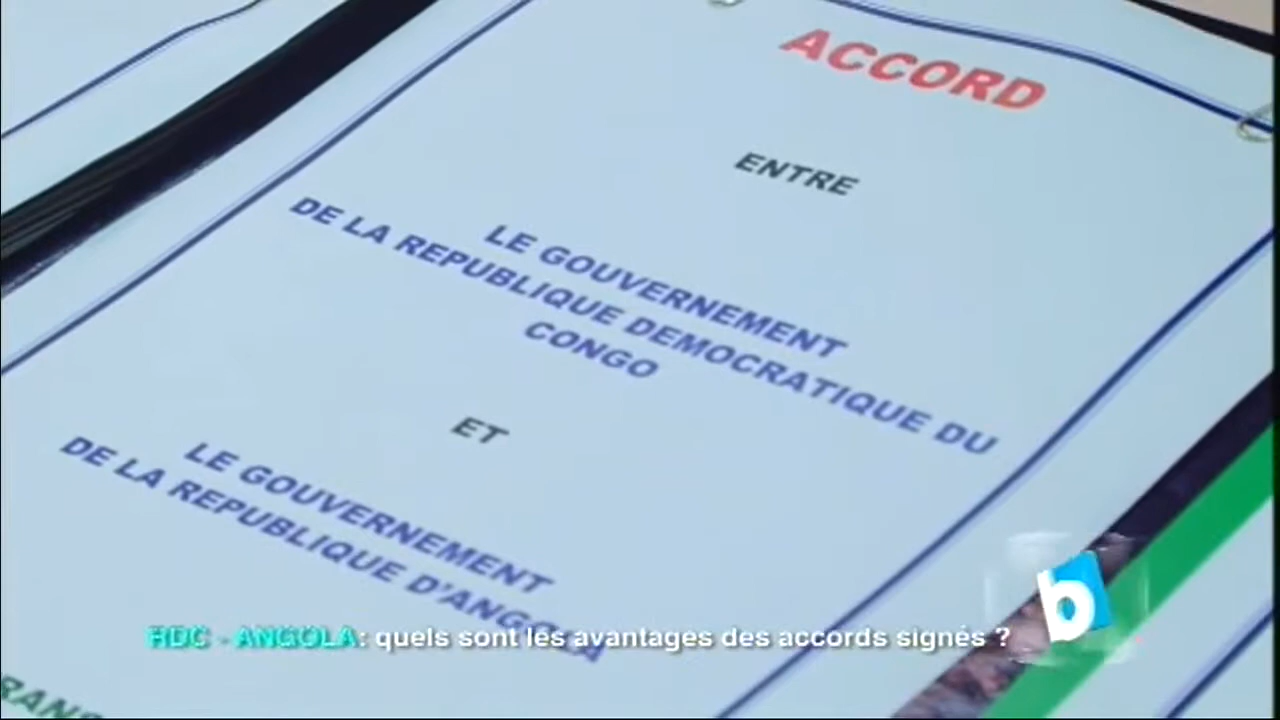 ACCORD
ENTRE
LE GOUVERNEMENT
DE LA REPUBLIQUE DEMOCRATIQUE DU
CONGO
ET
LE GOUVERNEMENT
DE LA REPUBLIQUE D'ANGOLA
RDC - ANGOLA : quels sont les avantages des accords signés ?
b